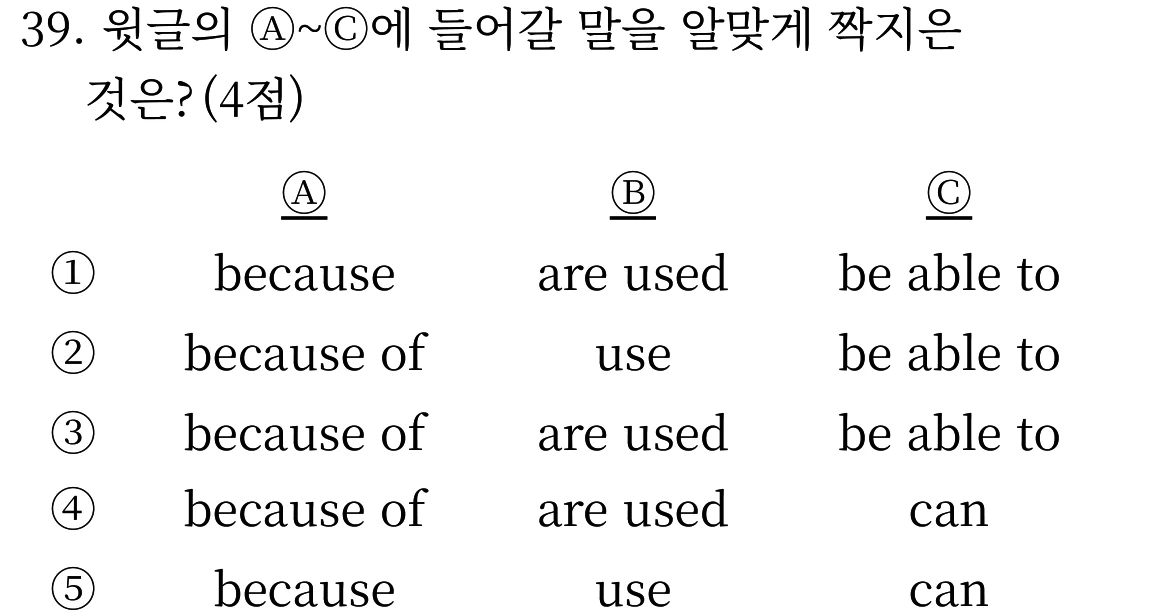 39. 윗글의 Ⓐ~Ⓒ에 들어갈 말을 알맞게 짝지은
것은?(4점)
Ⓐ Ⓑ Ⓒ
① because are used be able to
② because of use be able to
③ because of are used be able to
④ because of are used can
⑤ because use can